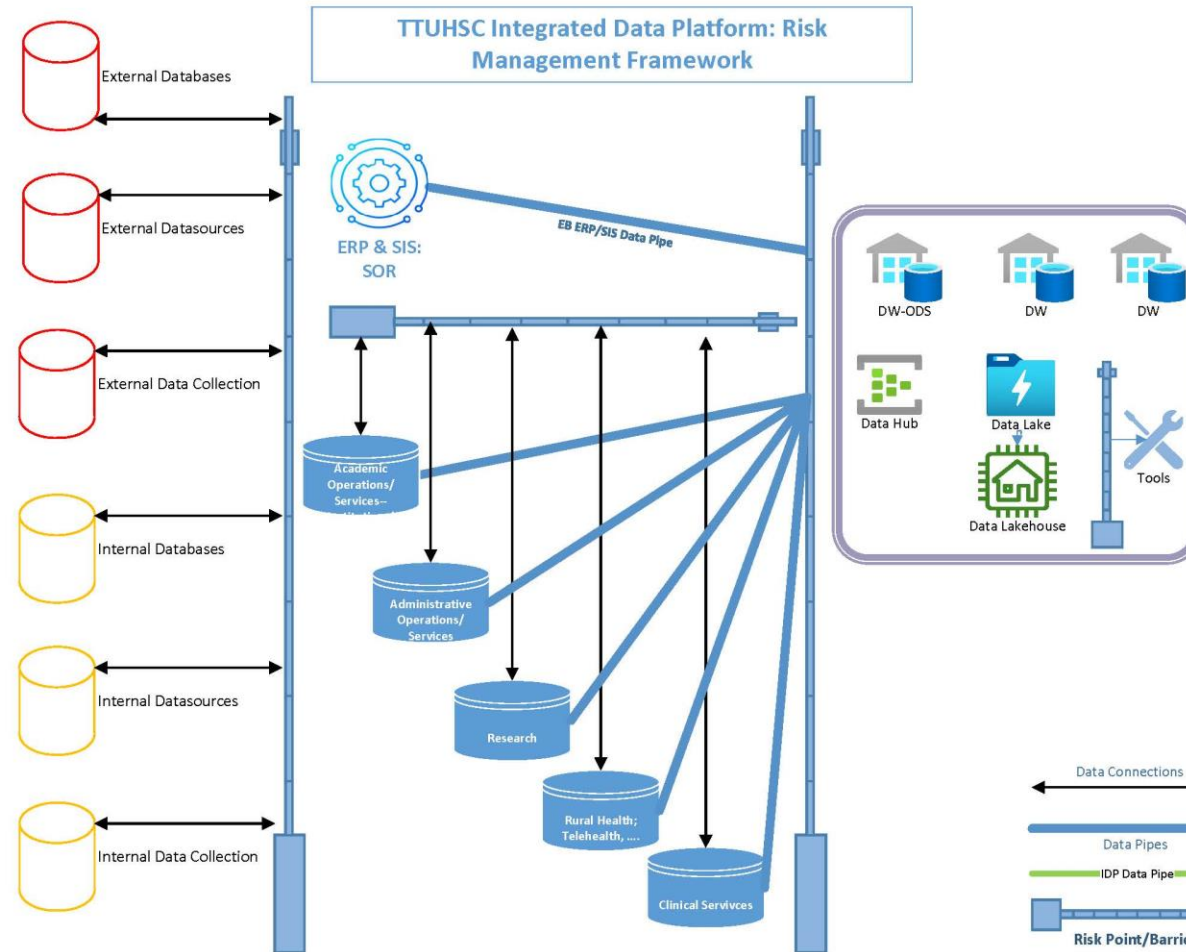 TTUHSC Integrated Data Platform: Risk
Management Framework
External Databases
External Datasources
External Data Collection
Internal Databases
Internal Datasources
Internal Data Collection
ERP & SIS:
SOR
EB ERP/SIS Data Pipe
Academic
Operations/
Services--
Administrative
Operations/
Services
Research
Rural Health;
Telehealth, ....
Clinical Servivces
DW-ODS
DW
DW
Data Hub
Data Lake
Data Lakehouse
Tools
Data Connections
Data Pipes
IDP Data Pipe
Risk Point/Barrie